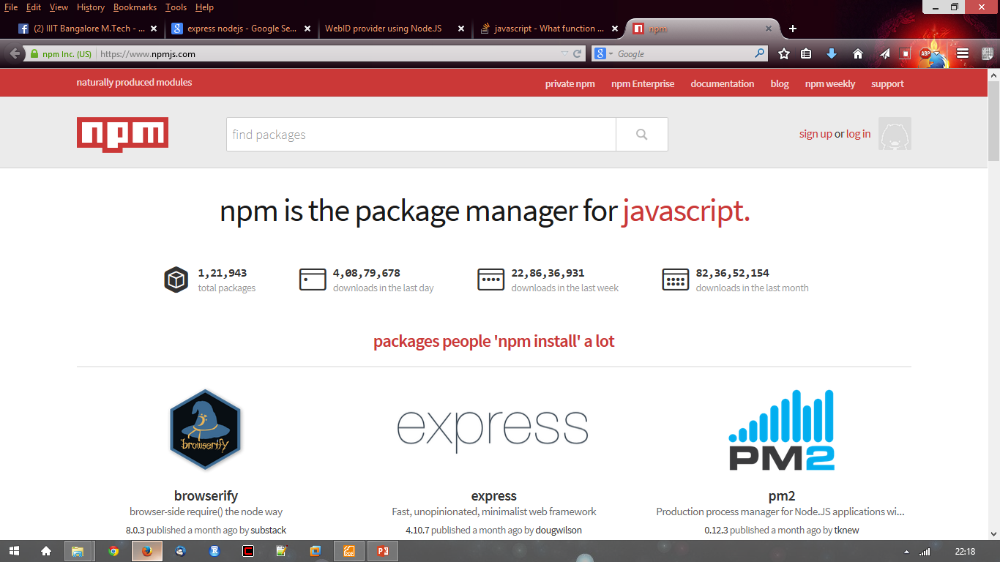 File Edit View History Bookmarks Tools Help
(2) IIIT Bangalore M.Tech - ...
express nodejs - Google Se...
WebID provider using NodeJS
javascript - What function ...
npm
npm Inc. (US) https://www.npmjs.com
Google
ABP
naturally produced modules
private npm npm Enterprise documentation blog npm weekly support
npm
find packages
sign up or log in
npm is the package manager for javascript.
1,21,943 4,08,79,678 22,86,36,931 82,36,52,154
total packages downloads in the last day downloads in the last week downloads in the last month
packages people 'npm install' a lot
browserify
express
PM2
browserify express pm2
browser-side require() the node way Fast, unopinionated, minimalist web framework Production process manager for Node.JS applications wi...
8.0.3 published a month ago by substack 4.10.7 published a month ago by dougwilson 0.12.3 published a month ago by tknew
22:18